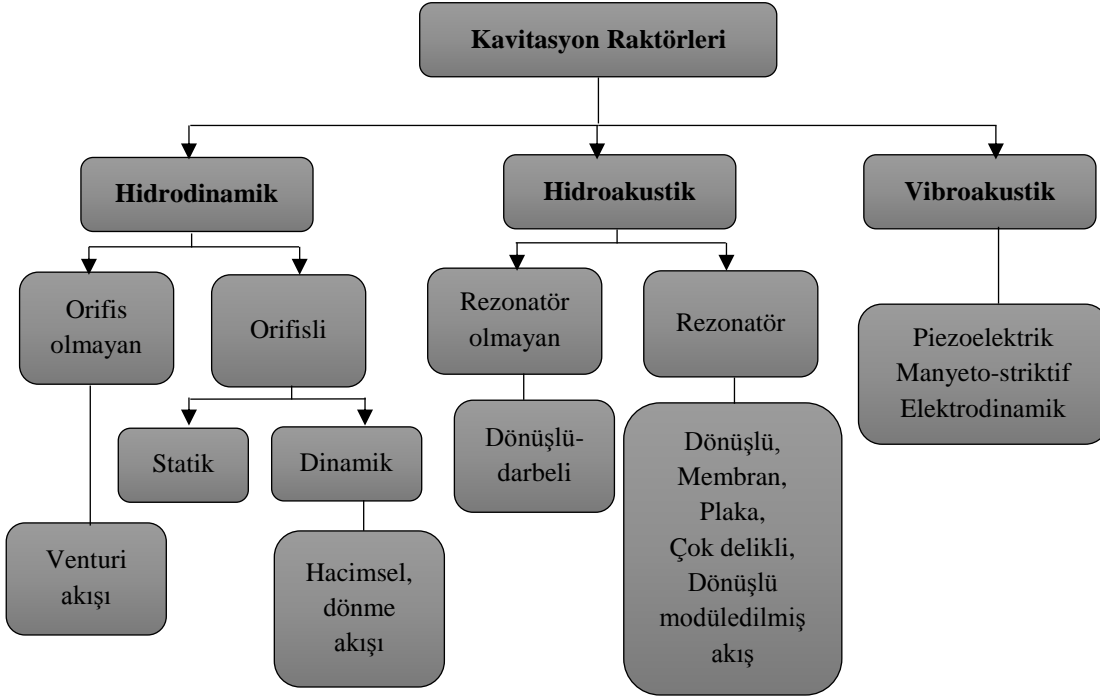 Kavitasyon Raktörleri
Hidrodinamik
Hidroakustik
Vibroakustik
Orifis
olmayan
Orifisli
Rezonatör
olmayan
Rezonatör
Piezoelektrik
Manyeto-striktif
Elektrodinamik
Statik
Dinamik
Dönüşlü-
darbeli
Dönüşlü,
Membran,
Plaka,
Çok delikli,
Dönüşlü
modüledilmiş
akış
Venturi
akışı
Hacimsel,
dönme
akışı